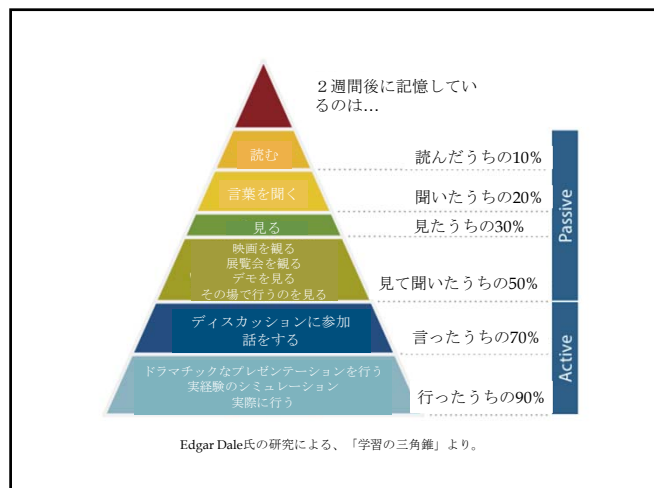 ２週間後に記憶してい
るのは…
読む
読んだうちの10%
言葉を聞く
聞いたうちの20%
見る
見たうちの30%
映画を観る
展覧会を観る
デモを見る
その場で行うのを見る
見て聞いたうちの50%
Passive
ディスカッションに参加
話をする
言ったうちの70%
ドラマチックなプレゼンテーションを行う
実経験のシミュレーション
実際に行う
行ったうちの90%
Active
Edgar Dale氏の研究による、「学習の三角錐」より。